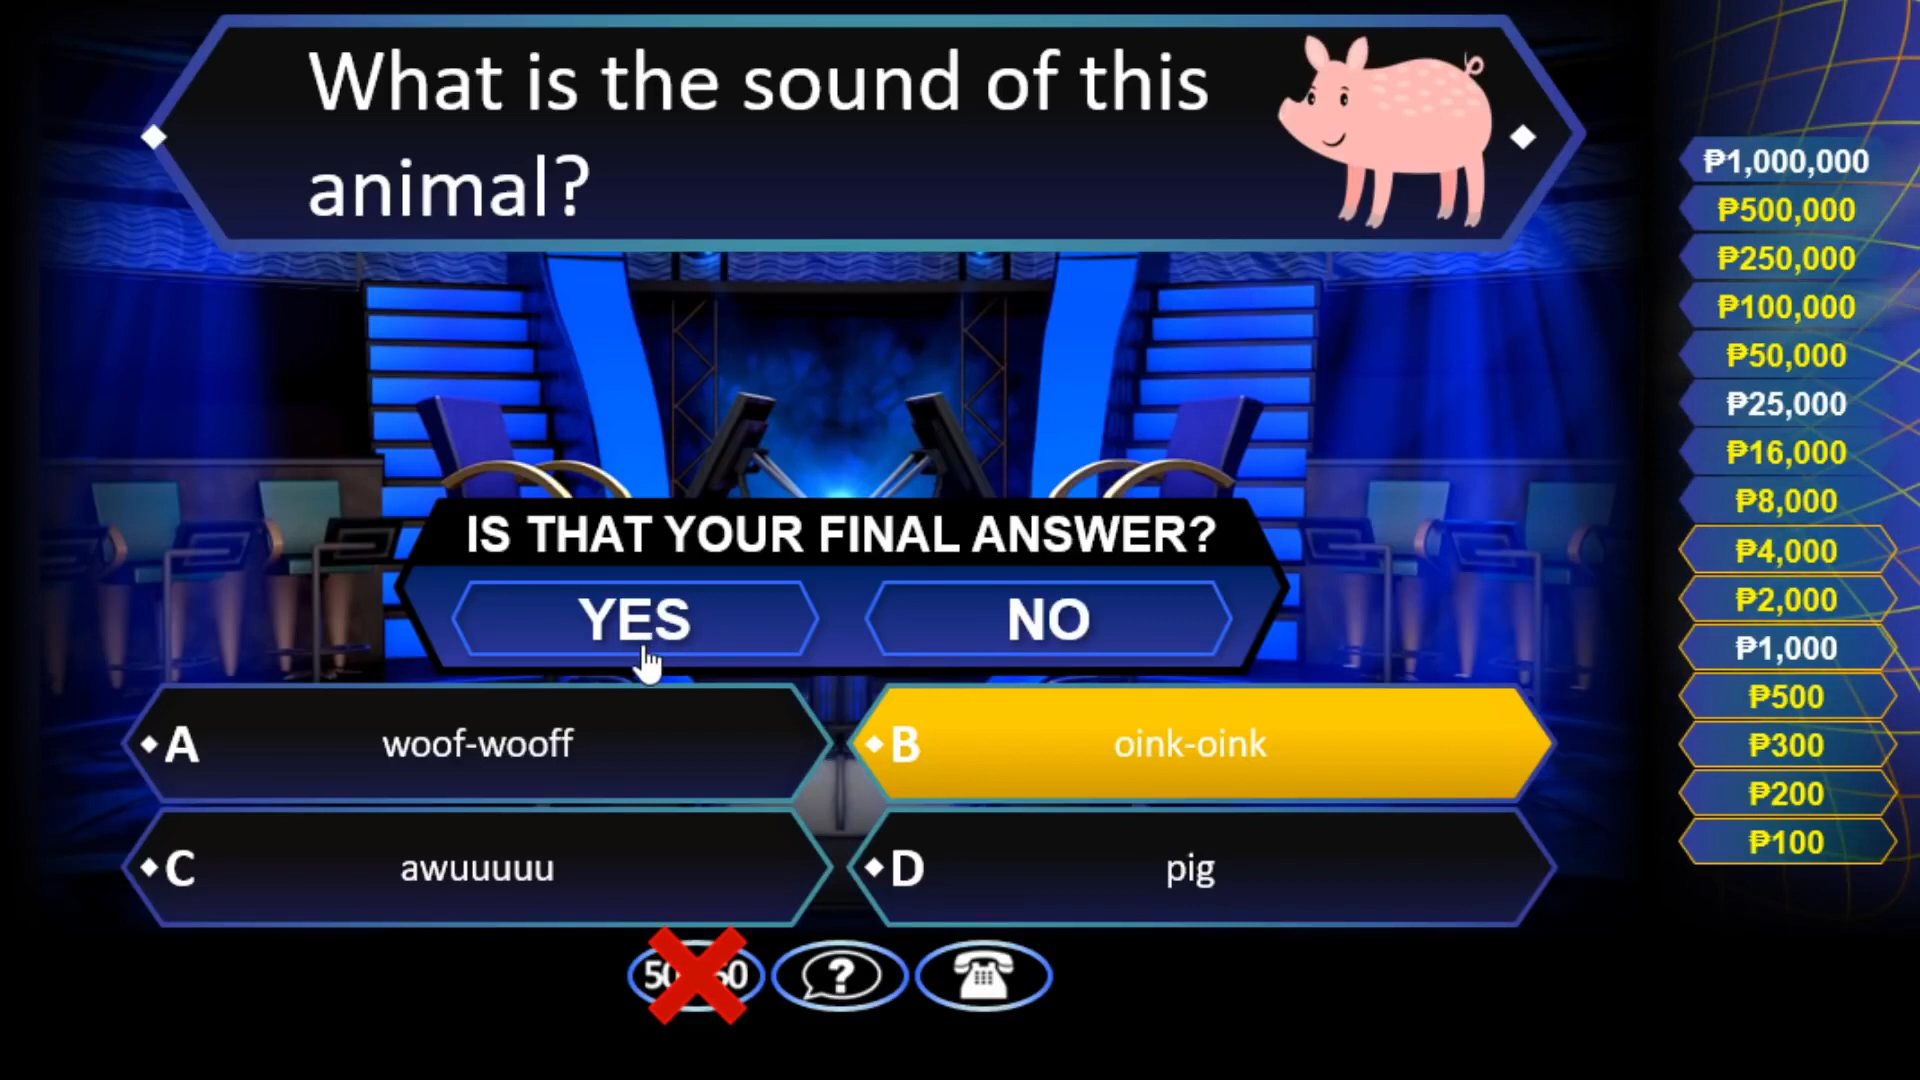 What is the sound of this
animal?
IS THAT YOUR FINAL ANSWER?
YES
NO
A woof-wooff
B oink-oink
C awuuuuu
D pig
?
₱1,000,000
₱500,000
₱250,000
₱100,000
₱50,000
₱25,000
₱16,000
₱8,000
₱4,000
₱2,000
₱1,000
₱500
₱300
₱200
₱100